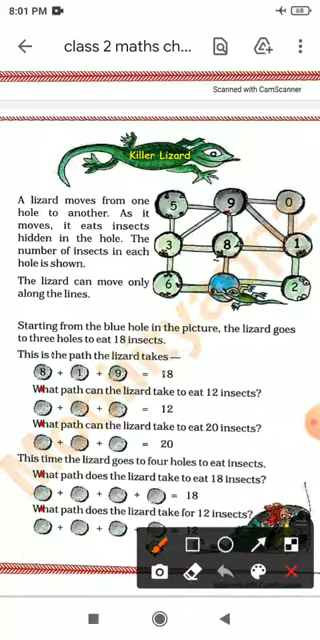 8:01 PM
68
class 2 maths ch...
Scanned with CamScanner
Killer Lizard
A lizard moves from one
hole to another. As it
moves, it eats insects
hidden in the hole. The
number of insects in each
hole is shown.
The lizard can move only
along the lines.
5 9 0
3 8 1
6 2
Starting from the blue hole in the picture, the lizard goes
to three holes to eat 18 insects.
This is the path the lizard takes —
8 + 1 + 9 = 18
What path can the lizard take to eat 12 insects?
+ + = 12
What path can the lizard take to eat 20 insects?
+ + = 20
This time the lizard goes to four holes to eat insects.
What path does the lizard take to eat 18 insects?
+ + + = 18
What path does the lizard take for 12 insects?
+ + + = 12